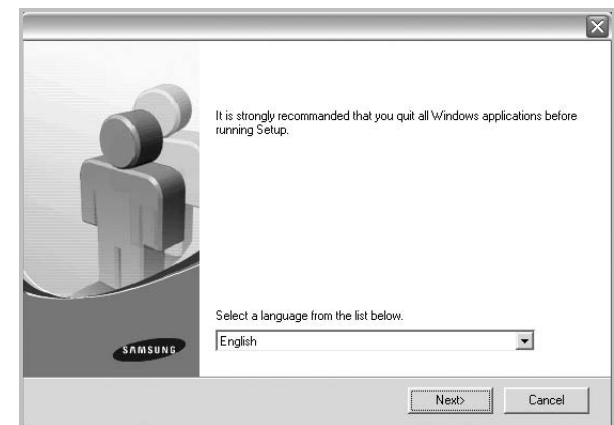 It is strongly recommanded that you quit all Windows applications before
running Setup.
Select a language from the list below.
English
SAMSUNG
Next>
Cancel